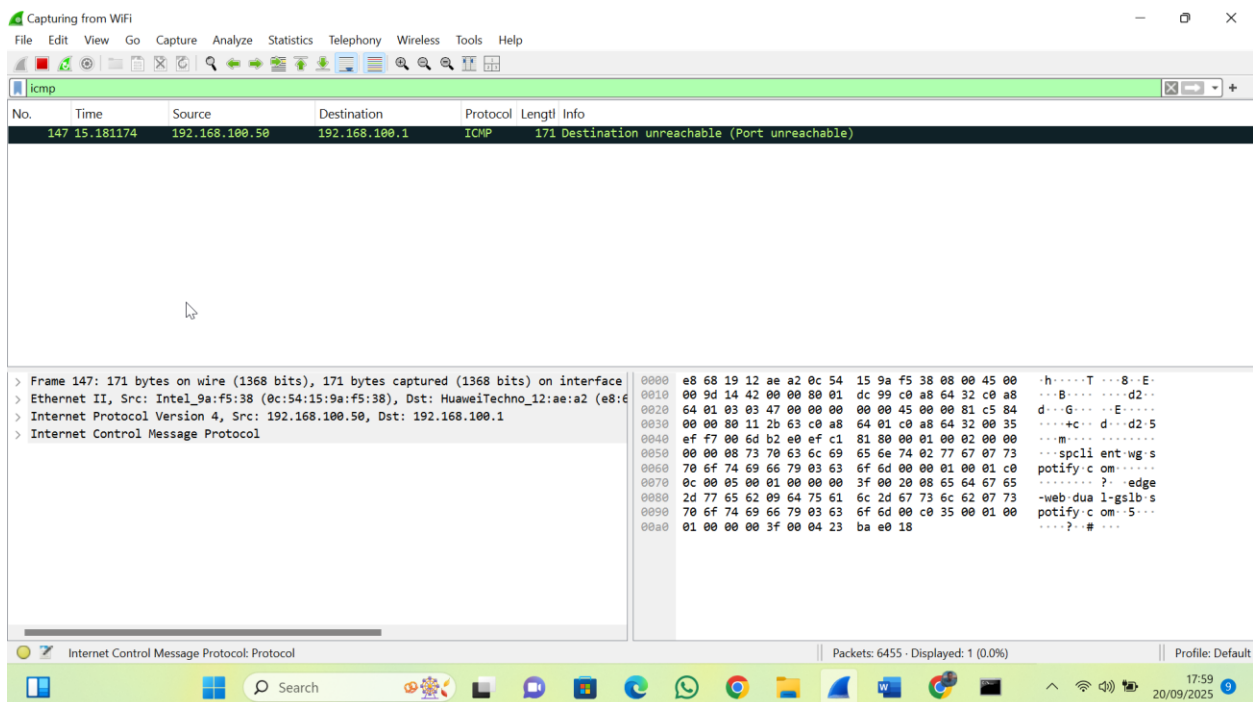 Capturing from WiFi
File Edit View Go Capture Analyze Statistics Telephony Wireless Tools Help
icmp
No. Time Source Destination Protocol Lengtl Info
147 15.181174 192.168.100.50 192.168.100.1 ICMP 171 Destination unreachable (Port unreachable)
> Frame 147: 171 bytes on wire (1368 bits), 171 bytes captured (1368 bits) on interface
> Ethernet II, Src: Intel_9a:f5:38 (0c:54:15:9a:f5:38), Dst: HuaweiTechno_12:ae:a2 (e8:6
> Internet Protocol Version 4, Src: 192.168.100.50, Dst: 192.168.100.1
> Internet Control Message Protocol
0000 e8 68 19 12 ae a2 0c 54 15 9a f5 38 08 00 45 00 ·h·····T ···8··E·
0010 00 9d 14 42 00 00 80 01 dc 99 c0 a8 64 32 c0 a8 ···B···· ····d2··
0020 64 01 03 03 47 00 00 00 00 00 45 00 00 81 c5 84 d···G··· ··E·····
0030 00 00 80 11 2b 63 c0 a8 64 01 c0 a8 64 32 00 35 ····+c·· d···d2·5
0040 ef f7 00 6d b2 e0 ef c1 81 80 00 01 00 02 00 00 ···m···· ········
0050 00 00 08 73 70 63 6c 69 65 6e 74 02 77 67 07 73 ···spcli ent·wg·s
0060 70 6f 74 69 66 79 03 63 6f 6d 00 00 01 00 01 c0 potify·c om······
0070 0c 00 05 00 01 00 00 00 3f 00 20 08 65 64 67 65 ········ ?· ·edge
0080 2d 77 65 62 09 64 75 61 6c 2d 67 73 6c 62 07 73 -web·dua l-gslb·s
0090 70 6f 74 69 66 79 03 63 6f 6d 00 c0 35 00 01 00 potify·c om··5···
00a0 01 00 00 00 3f 00 04 23 ba e0 18 ····?··# ···
Internet Control Message Protocol: Protocol
Packets: 6455 · Displayed: 1 (0.0%)
Profile: Default
Search
17:59
20/09/2025
9